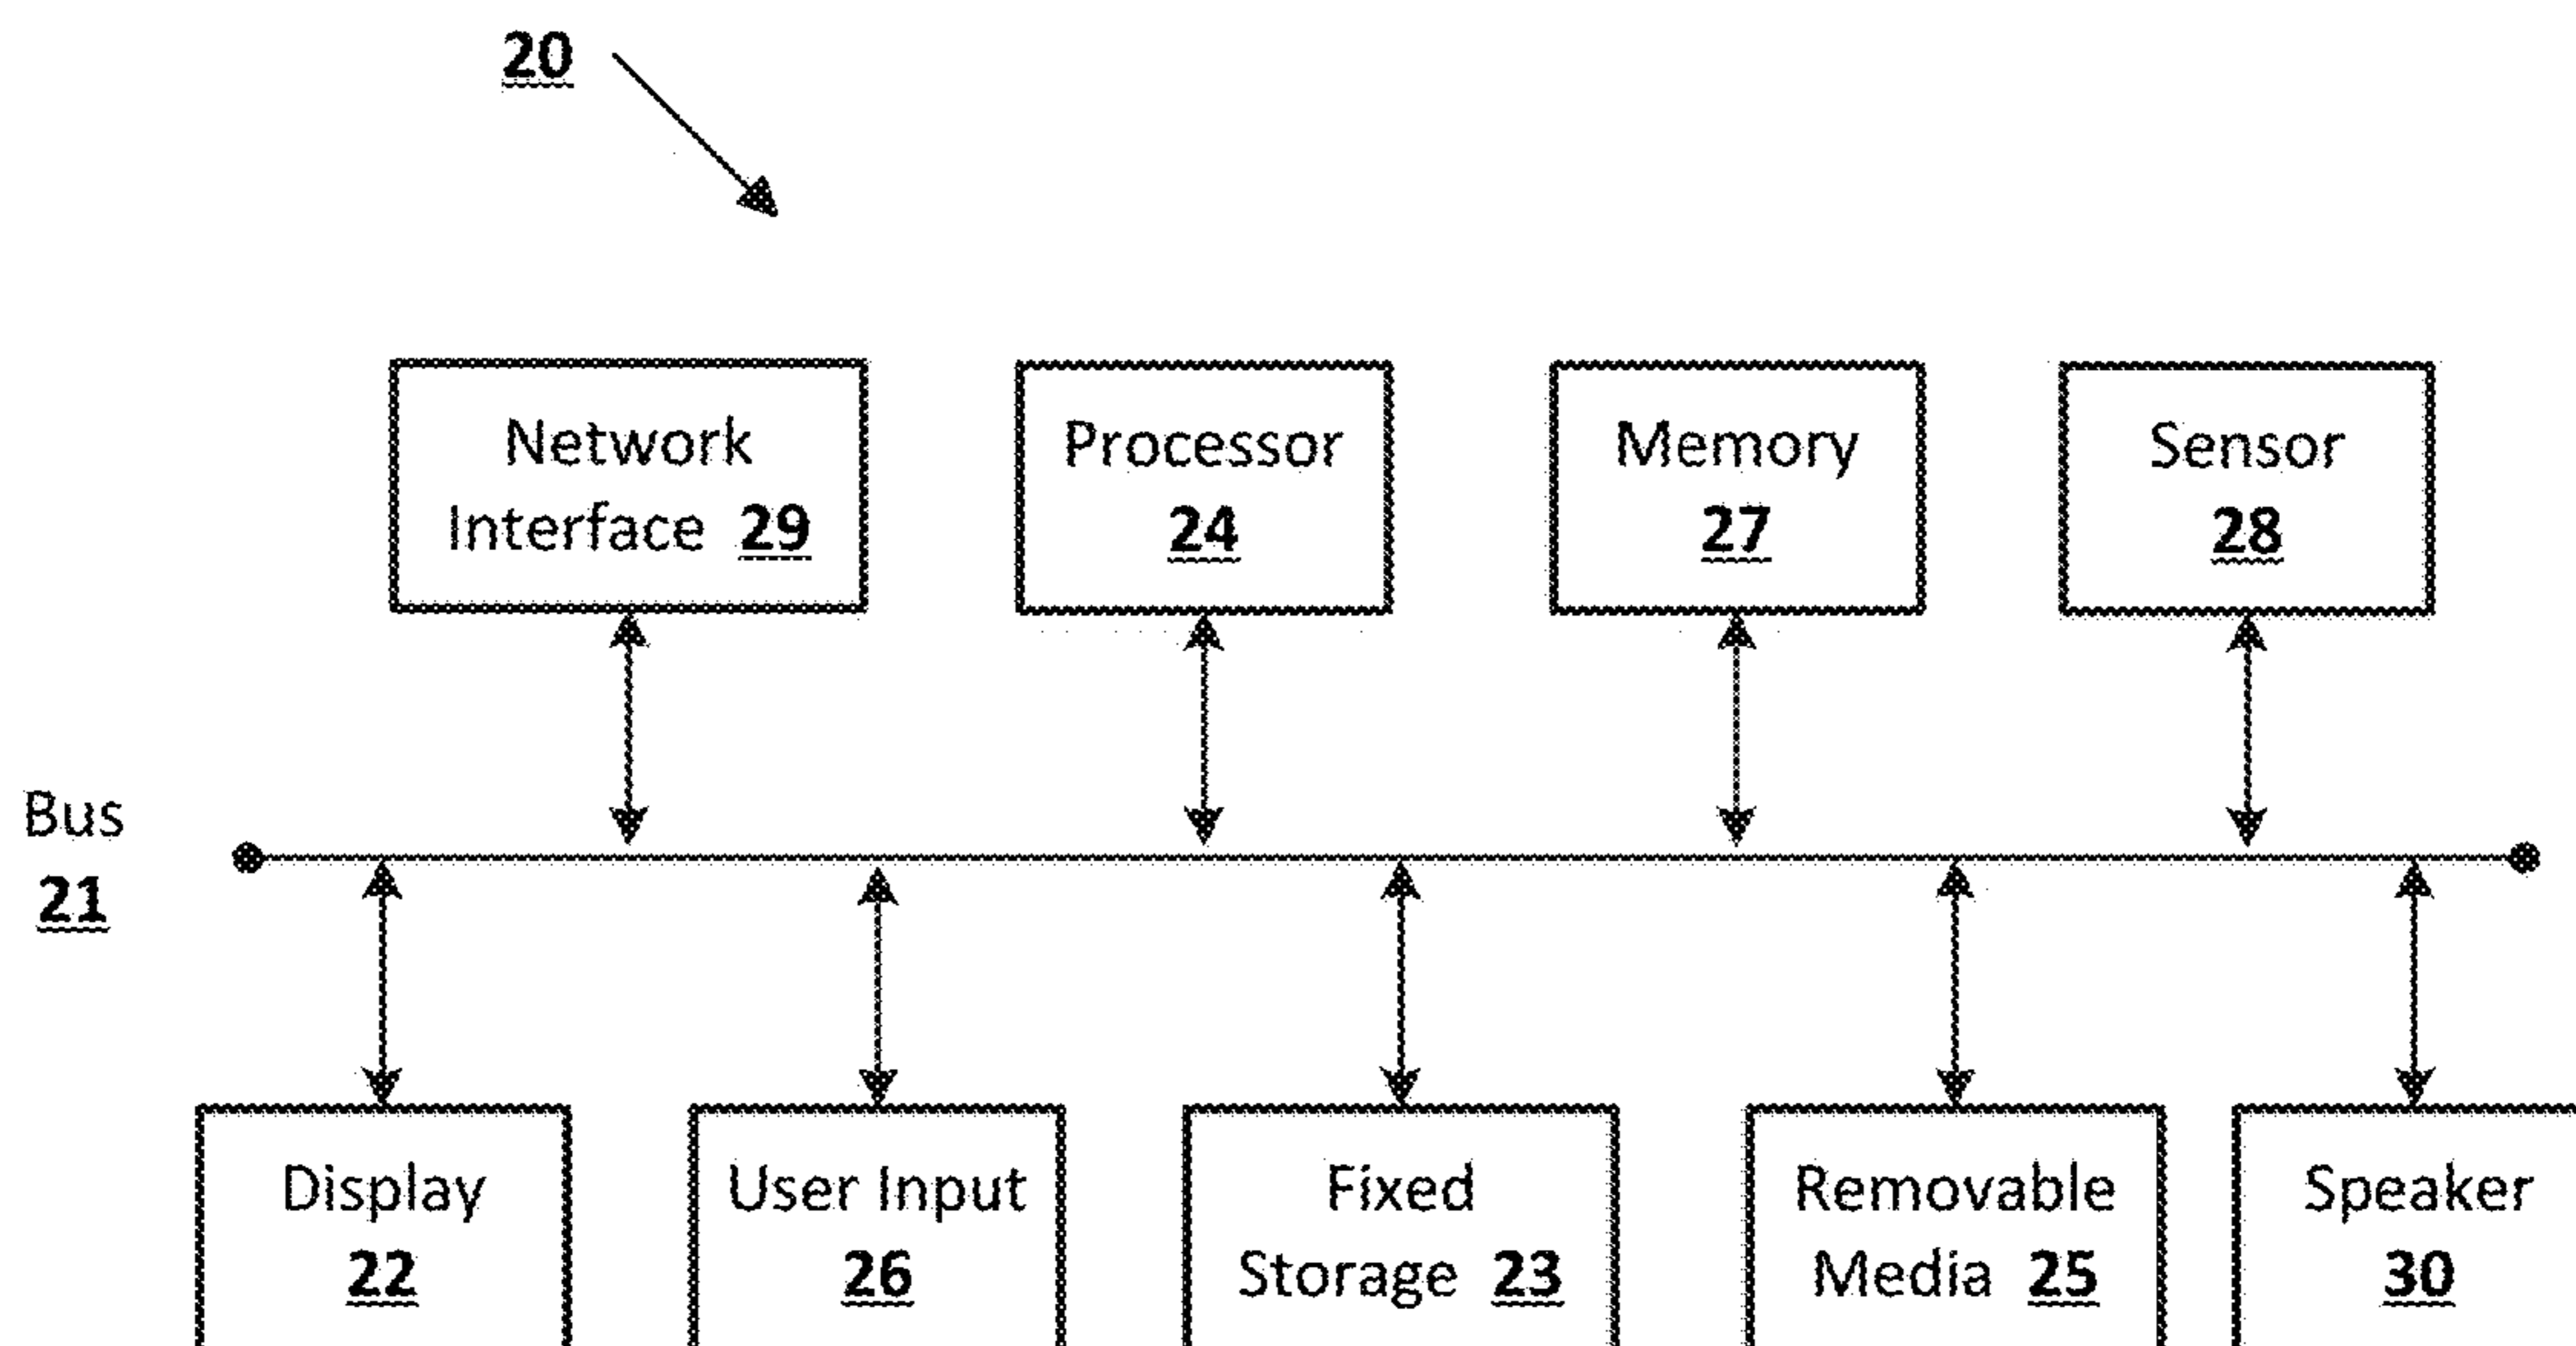 20
Network
Interface 29
Processor
24
Memory
27
Sensor
28
Bus
21
Display
22
User Input
26
Fixed
Storage 23
Removable
Media 25
Speaker
30